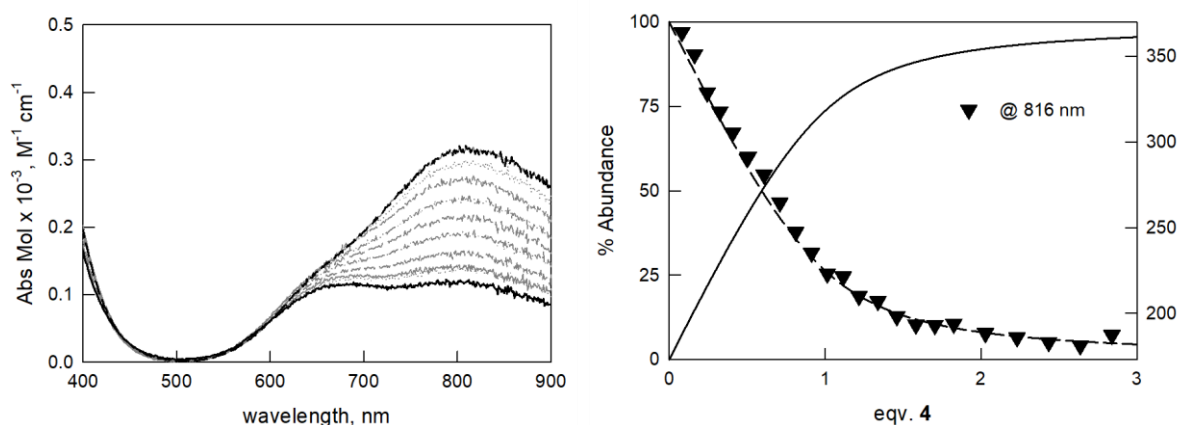 0.5
0.4
0.3
0.2
0.1
0.0
Abs Mol x 10⁻³, M⁻¹ cm⁻¹
400 500 600 700 800 900
wavelength, nm
100
75
50
25
0
% Abundance
@ 816 nm
350
300
250
200
0 1 2 3
eqv. 4